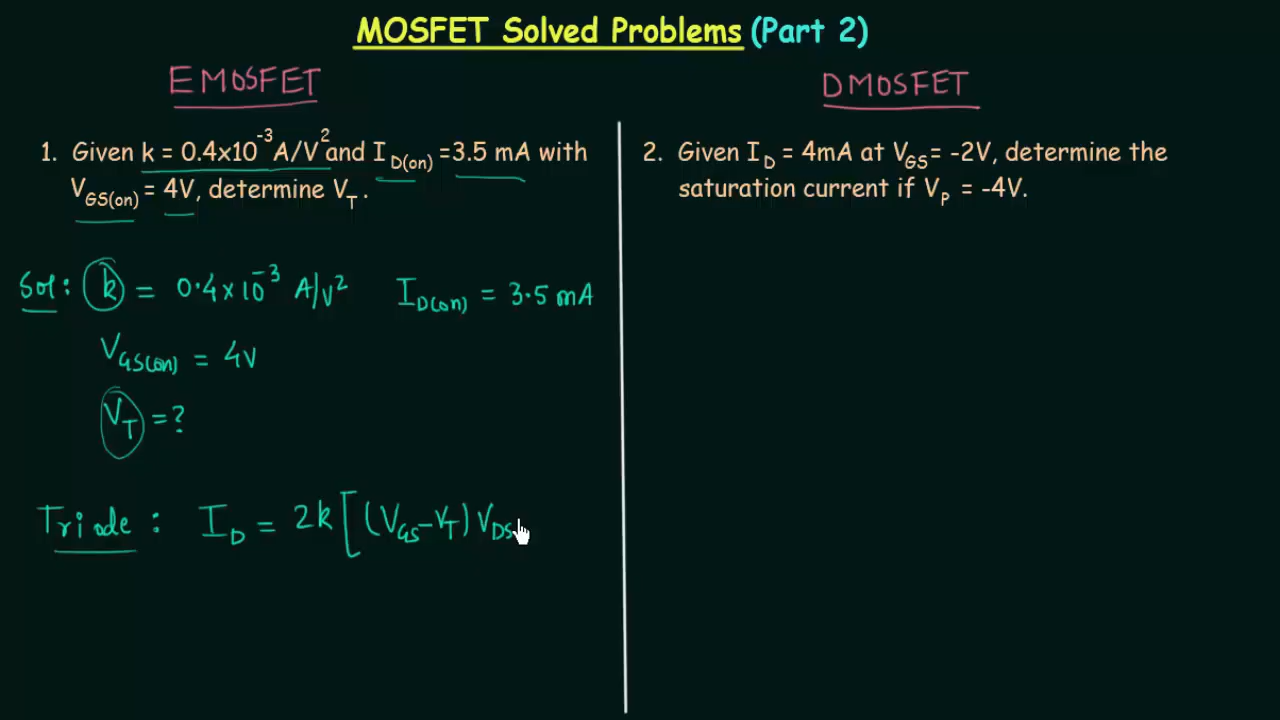 MOSFET Solved Problems (Part 2)
EMOSFET
1. Given k = 0.4x10⁻³A/V² and I_D(on) =3.5 mA with
V_GS(on) = 4V, determine V_T.
Sol: k = 0.4×10⁻³ A/V² I_D(on) = 3.5 mA
V_GS(on) = 4V
V_T = ?
Triode: I_D = 2k[(V_GS-V_T)V_DS
DMOSFET
2. Given I_D = 4mA at V_GS= -2V, determine the
saturation current if V_P = -4V.